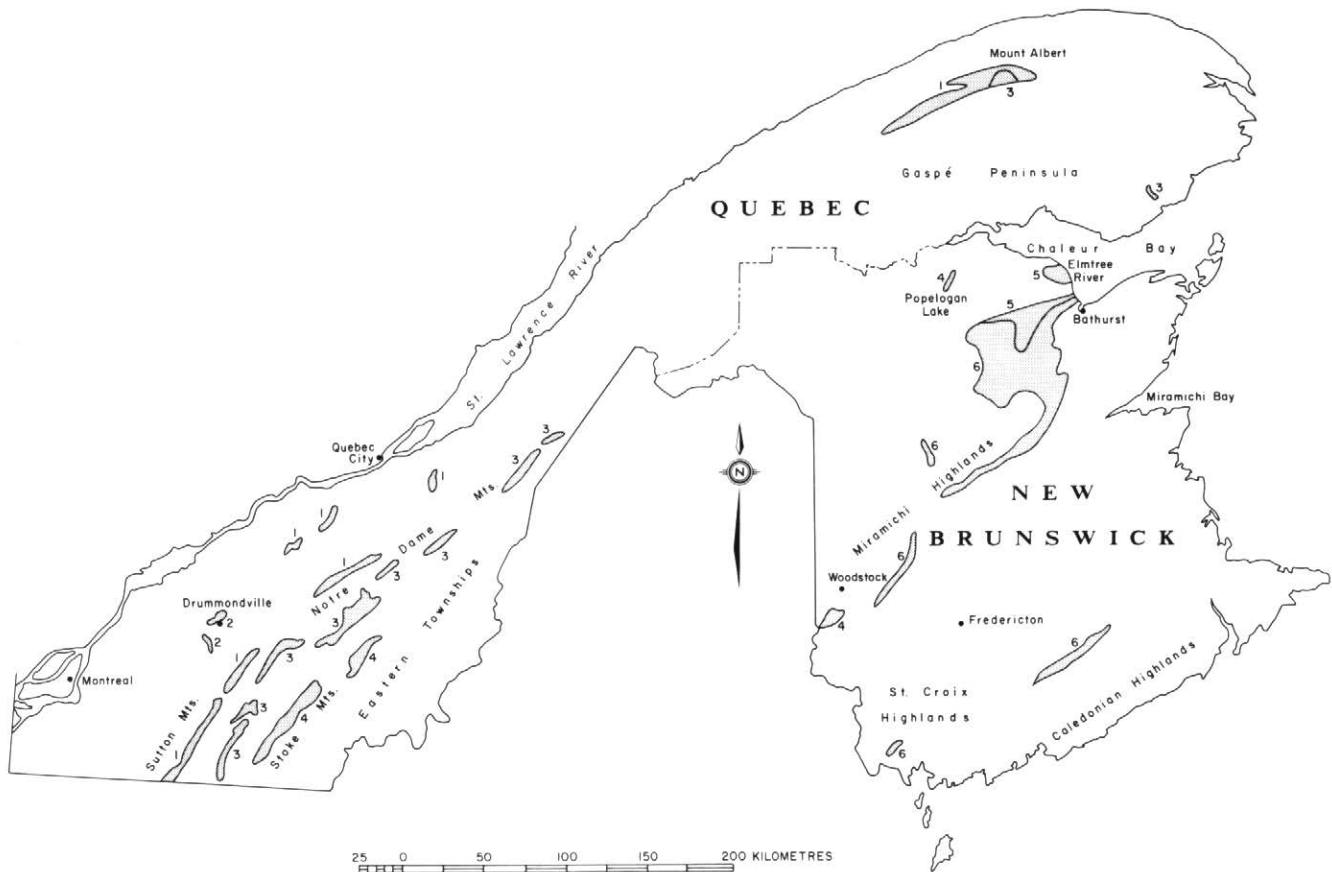 Mount Albert
1
3
Gaspé Peninsula
3
QUEBEC
Chaleur Bay
Elmtree
River
5
4
Popelogan
Lake
5
Bathurst
6
St. Lawrence River
Miramichi Bay
Quebec
City
3
3
1
Mts.
6
Miramichi Highlands
N
NEW
BRUNSWICK
1
1
Dame
3
1
3
Notre
6
Woodstock
Drummondville
2
3
4
Fredericton
2
Eastern Townships
1
3
4
6
Montreal
Mts.
St. Croix
Highlands
Caledonian Highlands
Sutton Mts.
3
4
Stoke
1
3
6
25 0 50 100 150 200 KILOMETRES